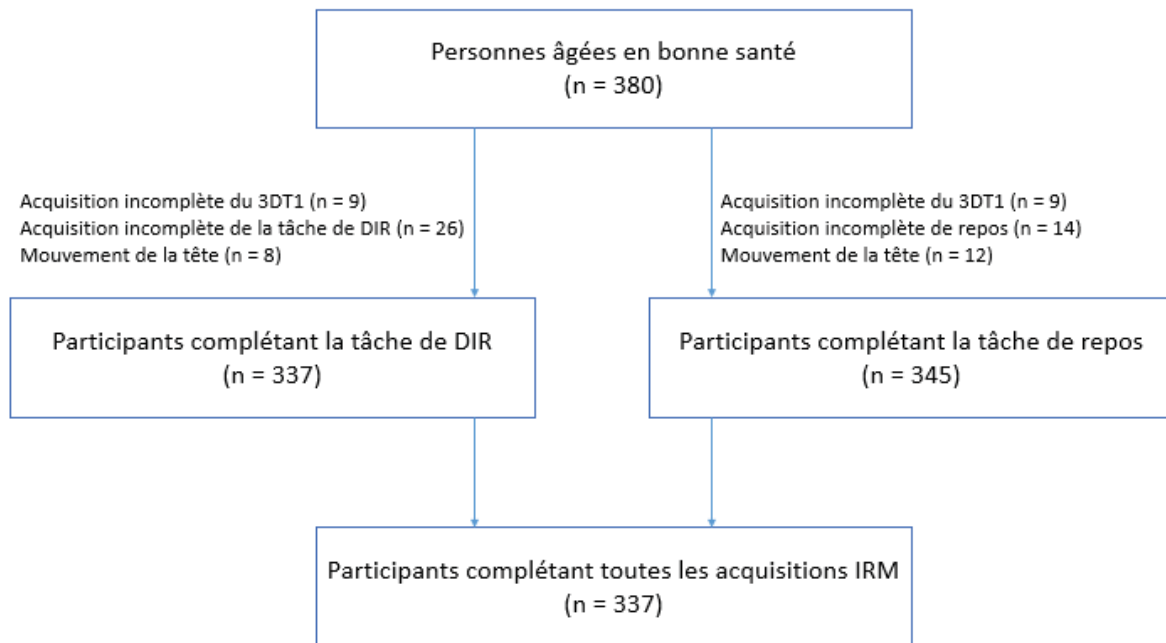 Personnes âgées en bonne santé
(n = 380)
Acquisition incomplète du 3DT1 (n = 9)
Acquisition incomplète de la tâche de DIR (n = 26)
Mouvement de la tête (n = 8)
Acquisition incomplète du 3DT1 (n = 9)
Acquisition incomplète de repos (n = 14)
Mouvement de la tête (n = 12)
Participants complétant la tâche de DIR
(n = 337)
Participants complétant la tâche de repos
(n = 345)
Participants complétant toutes les acquisitions IRM
(n = 337)